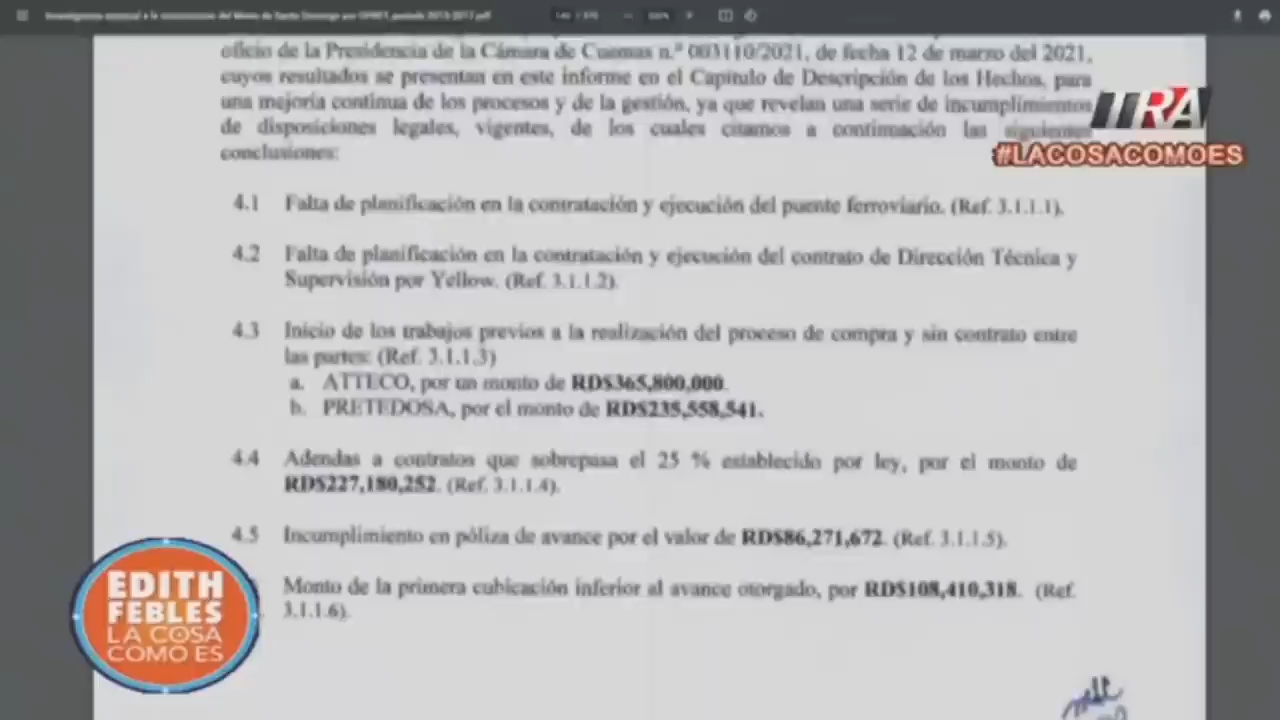 oficio de la Presidencia de la Cámara de Cuentas n.º 003110/2021, de fecha 12 de marzo del 2021,
cuyos resultados se presentan en este informe en el Capítulo de Descripción de los Hechos, para
una mejoría continua de los procesos y de la gestión, ya que revelan una serie de incumplimientos
de disposiciones legales, vigentes, de los cuales citamos a continuación las siguientes
conclusiones:
TRA
#LACOSACOMOES
4.1 Falta de planificación en la contratación y ejecución del puente ferroviario. (Ref. 3.1.1.1).
4.2 Falta de planificación en la contratación y ejecución del contrato de Dirección Técnica y
Supervisión por Yellow. (Ref. 3.1.1.2).
4.3 Inicio de los trabajos previos a la realización del proceso de compra y sin contrato entre
las partes: (Ref. 3.1.1.3)
a. ATTECO, por un monto de RD$365,800,000.
b. PRETEDOSA, por el monto de RD$235,558,541.
4.4 Adendas a contratos que sobrepasa el 25 % establecido por ley, por el monto de
RD$227,180,252. (Ref. 3.1.1.4).
4.5 Incumplimiento en póliza de avance por el valor de RD$86,271,672. (Ref. 3.1.1.5).
Monto de la primera cubicación inferior al avance otorgado, por RD$108,410,318. (Ref.
3.1.1.6).
EDITH
FEBLES
LA COSA
COMO ES